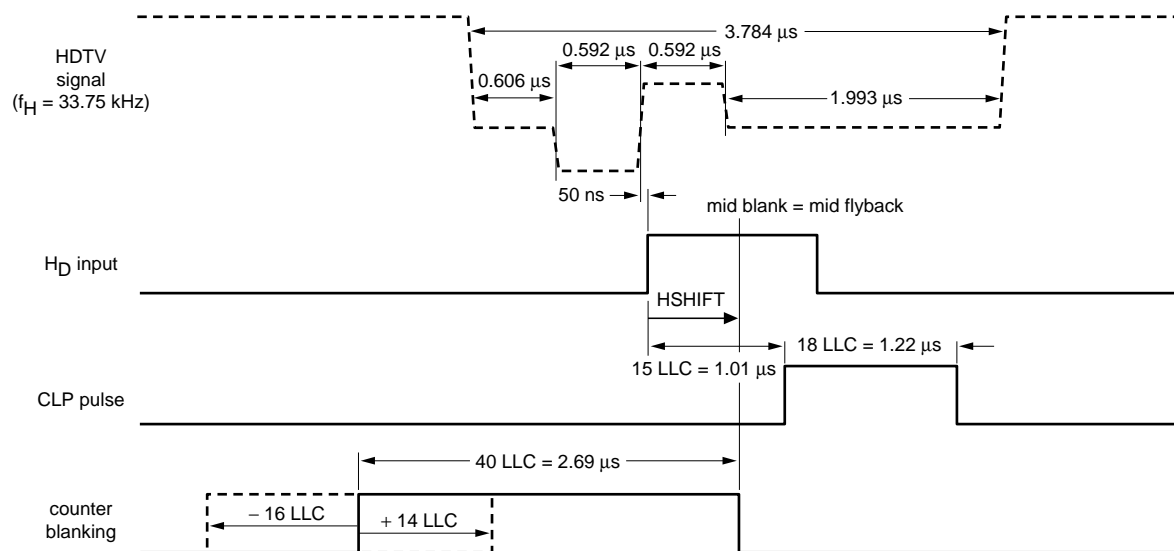 3.784 μs
HDTV
signal
(fH = 33.75 kHz)
0.592 μs
0.592 μs
0.606 μs
1.993 μs
50 ns
mid blank = mid flyback
HD input
HSHIFT
18 LLC = 1.22 μs
15 LLC = 1.01 μs
CLP pulse
40 LLC = 2.69 μs
counter
blanking
− 16 LLC
+ 14 LLC